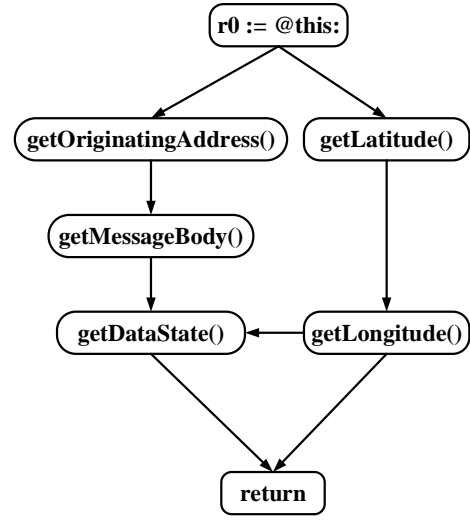 r0 := @this:
getOriginatingAddress()
getLatitude()
getMessageBody()
getDataState()
getLongitude()
return